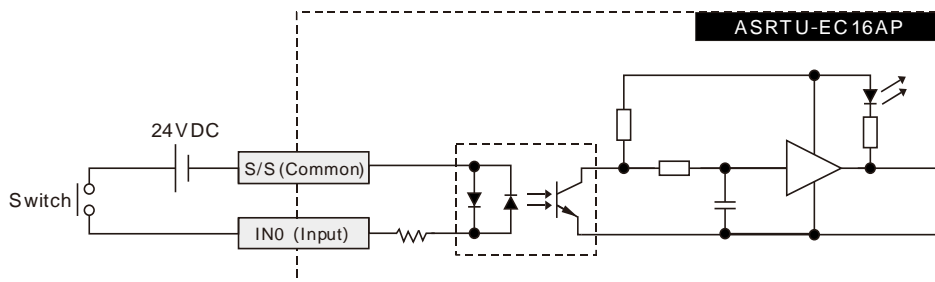 ASRTU-EC16AP
24VDC
S/S (Common)
Switch
IN0 (Input)